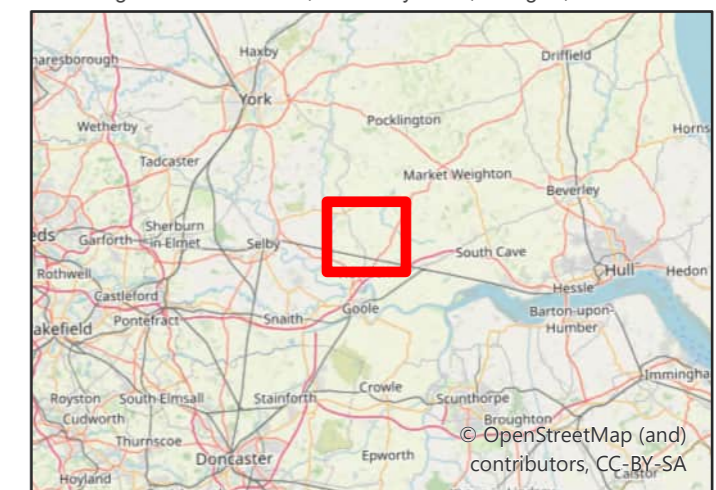 Haxby
Driffield
haresborough
York
Pocklington
Wetherby
Horns
Tadcaster
Market Weighton
Beverley
Sherburn
in Elmet
eds
Garforth
Selby
South Cave
Rothwell
Hull
Hedon
Hessle
Castleford
Goole
Barton-upon-
Humber
akefield
Pontefract
Snaith
Immingha
Crowle
Royston
South Elmsall
Stainforth
Scunthorpe
Cudworth
Broughton
Thurnscoe
© OpenStreetMap (and)
Doncaster
Epworth
contributors, CC-BY-SA
Hoyland
Caistor